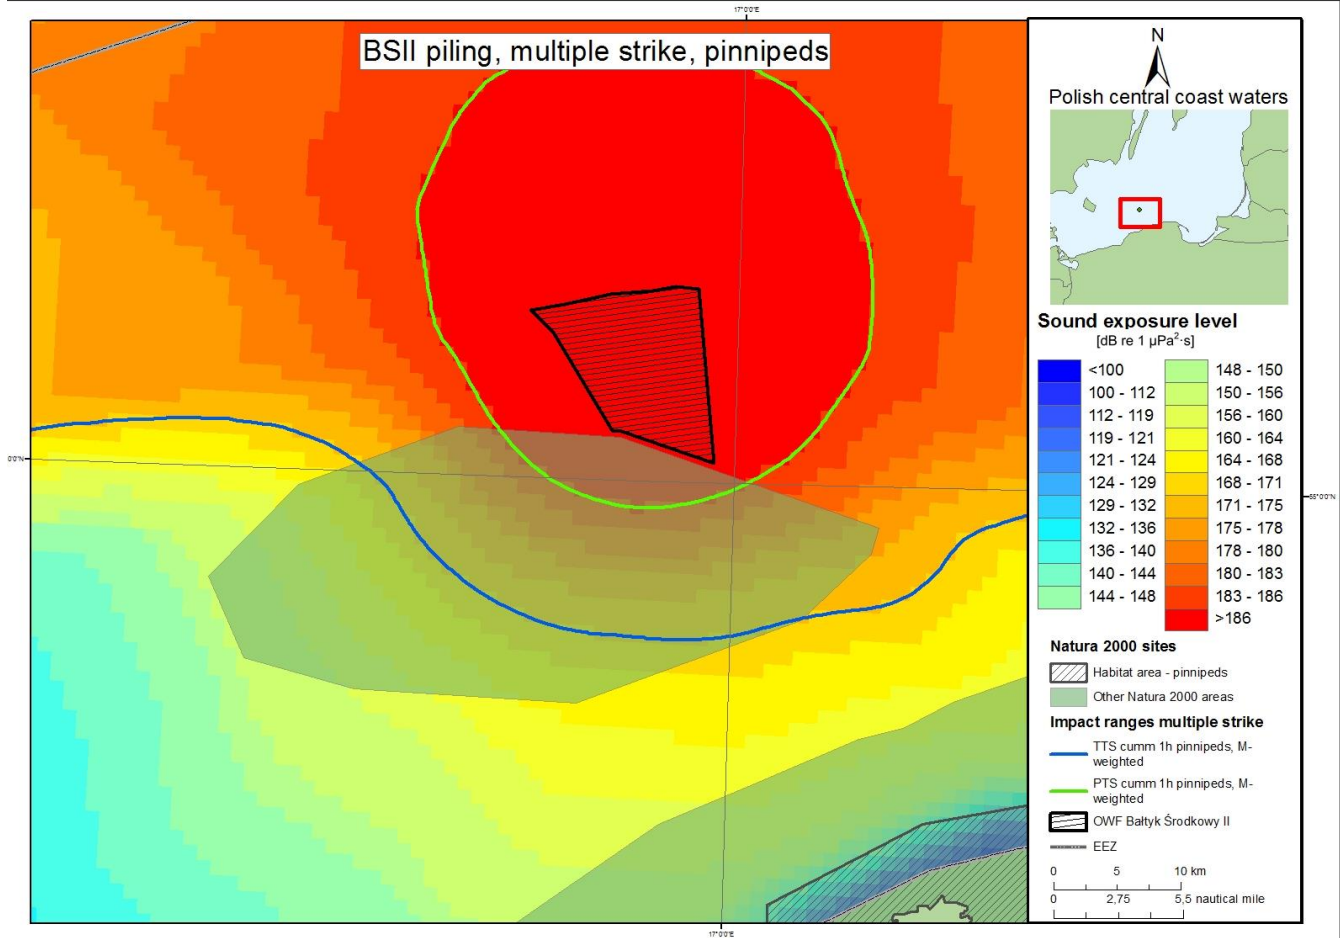 17°0'0"E
BSII piling, multiple strike, pinnipeds
N
Polish central coast waters
Sound exposure level
[dB re 1 µPa²·s]
<100
100 - 112
112 - 119
119 - 121
121 - 124
124 - 129
129 - 132
132 - 136
136 - 140
140 - 144
144 - 148
148 - 150
150 - 156
156 - 160
160 - 164
164 - 168
168 - 171
171 - 175
175 - 178
178 - 180
180 - 183
183 - 186
>186
0'0"N
55°0'0"N
Natura 2000 sites
Habitat area - pinnipeds
Other Natura 2000 areas
Impact ranges multiple strike
TTS cumm 1h pinnipeds, M-
weighted
PTS cumm 1h pinnipeds, M-
weighted
OWF Bałtyk Środkowy II
EEZ
0 5 10 km
0 2,75 5,5 nautical mile
17°0'0"E